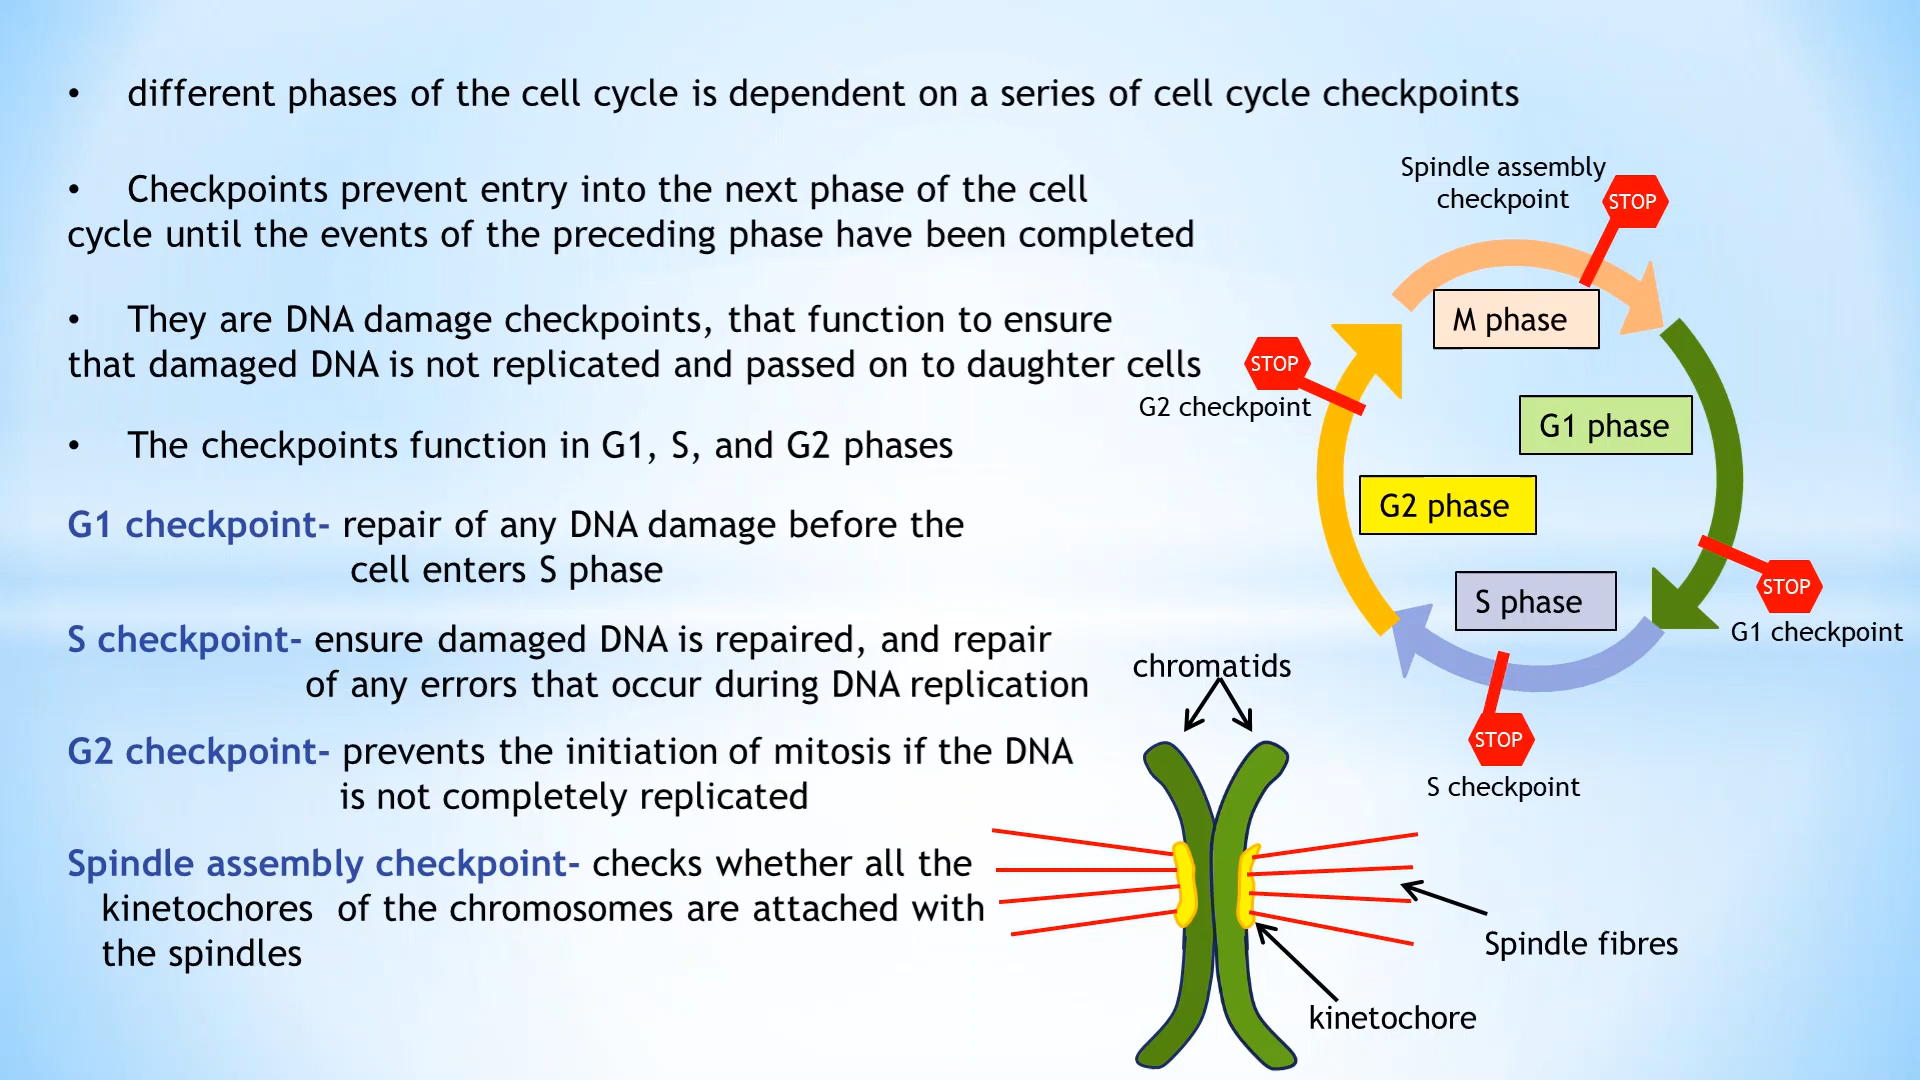 • different phases of the cell cycle is dependent on a series of cell cycle checkpoints
• Checkpoints prevent entry into the next phase of the cell
cycle until the events of the preceding phase have been completed
• They are DNA damage checkpoints, that function to ensure
that damaged DNA is not replicated and passed on to daughter cells
• The checkpoints function in G1, S, and G2 phases
G1 checkpoint- repair of any DNA damage before the
cell enters S phase
S checkpoint- ensure damaged DNA is repaired, and repair
of any errors that occur during DNA replication
G2 checkpoint- prevents the initiation of mitosis if the DNA
is not completely replicated
Spindle assembly checkpoint- checks whether all the
kinetochores of the chromosomes are attached with
the spindles
Spindle assembly
checkpoint
STOP
M phase
STOP
G2 checkpoint
G1 phase
G2 phase
STOP
G1 checkpoint
S phase
STOP
S checkpoint
chromatids
Spindle fibres
kinetochore